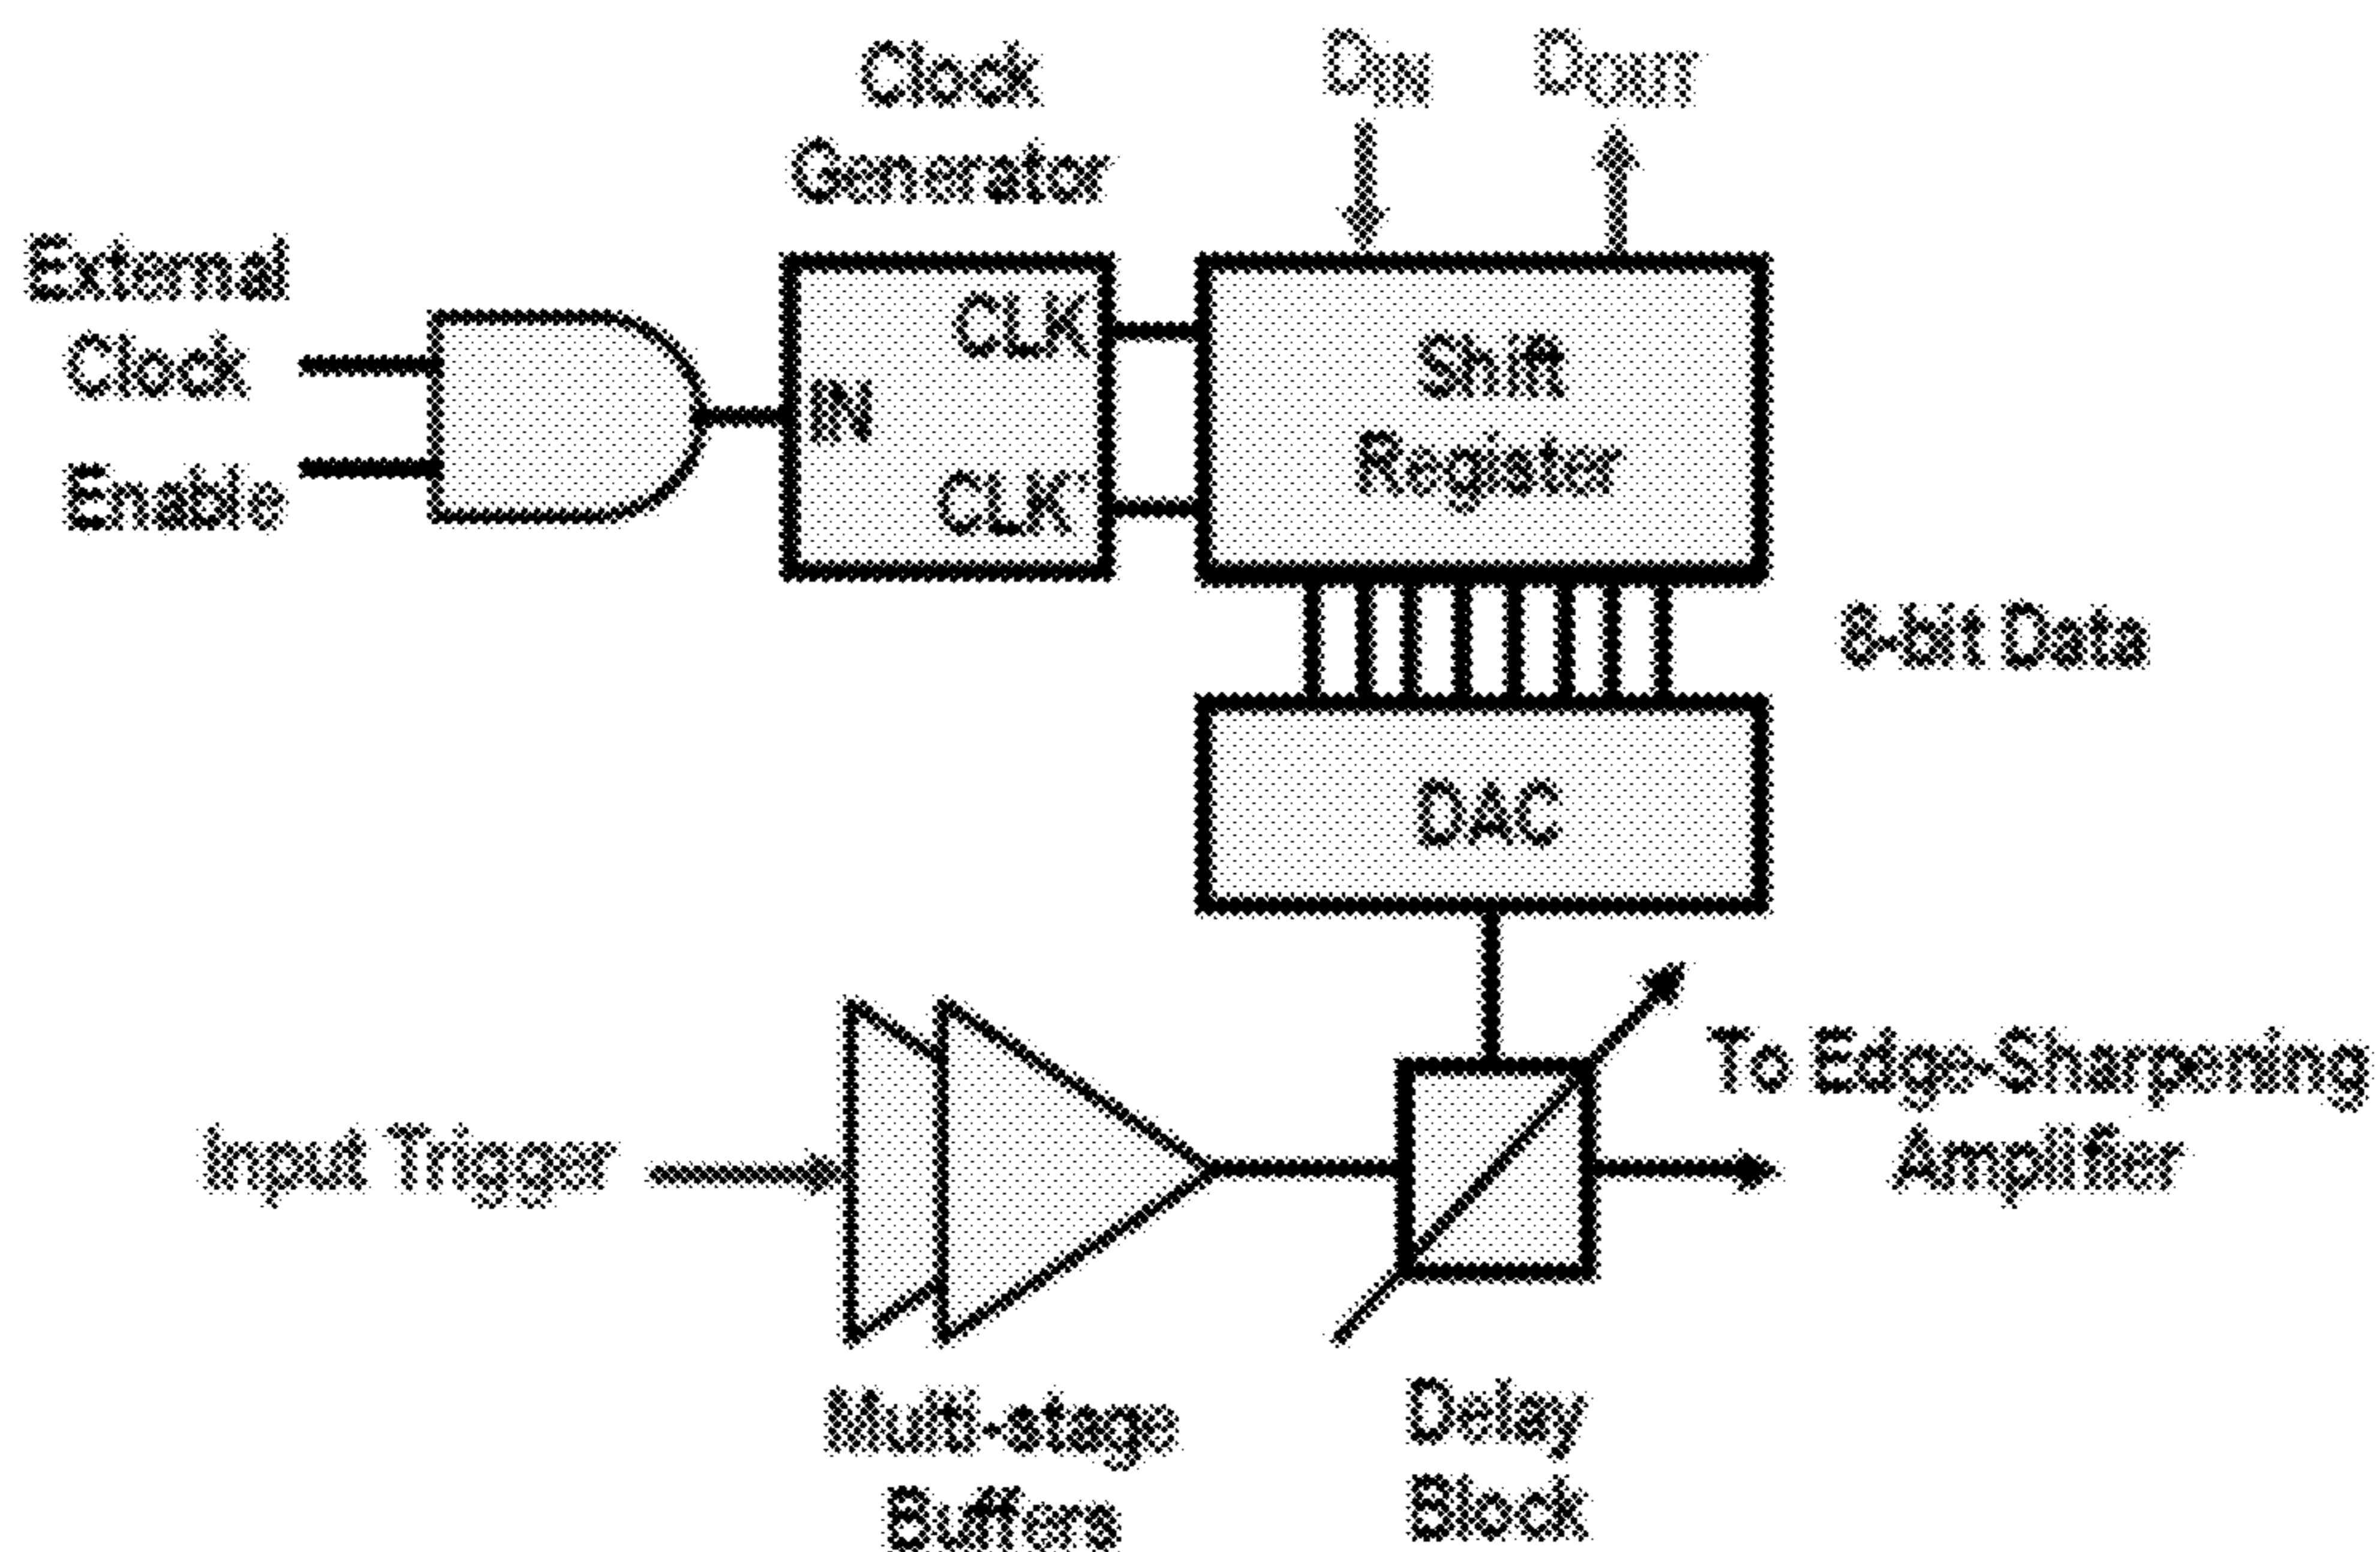 Clock
Generator
DIN
DOUT
External
Clock
Enable
IN
CLK
CLK'
Shift
Register
8-bit Data
DAC
Input Trigger
To Edge-Sharpening
Amplifier
Multi-stage
Buffers
Delay
Block